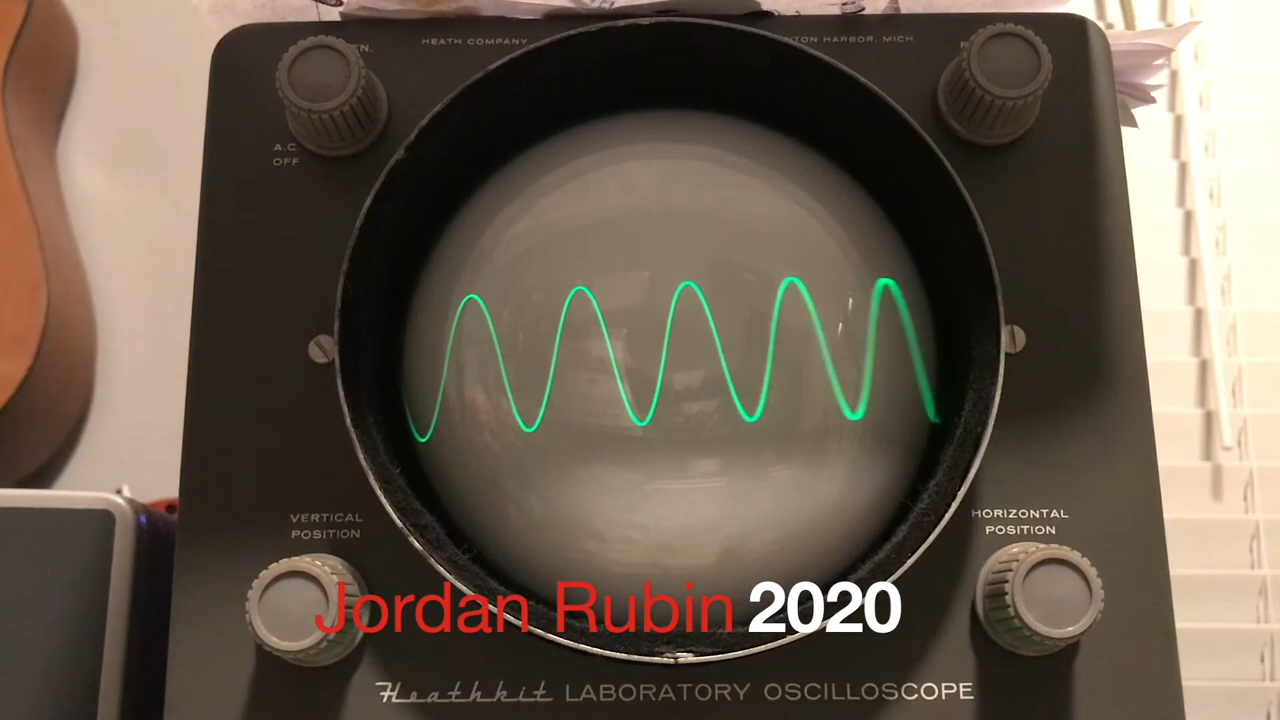 HEATH COMPANY
HARBOR, MICH.
A.C.
OFF
VERTICAL
POSITION
HORIZONTAL
POSITION
Jordan Rubin 2020
Heathkit LABORATORY OSCILLOSCOPE